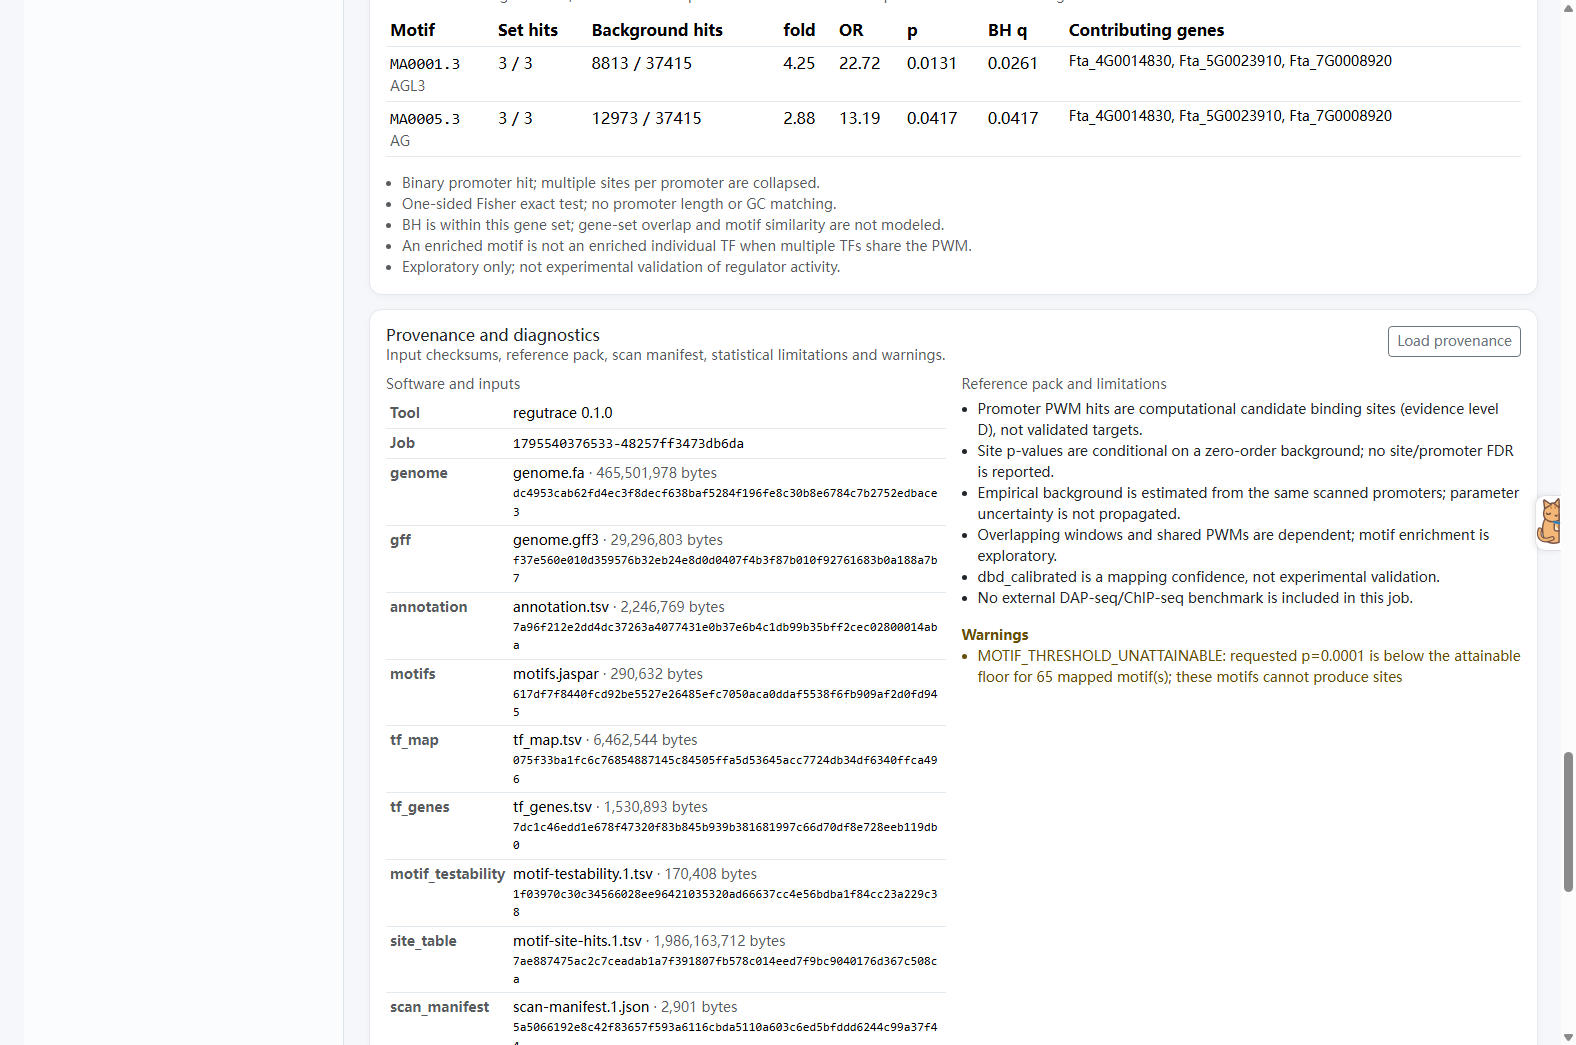 Motif Set hits Background hits fold OR p BH q Contributing genes
MA0001.3 3 / 3 8813 / 37415 4.25 22.72 0.0131 0.0261 Fta_4G0014830, Fta_5G0023910, Fta_7G0008920
AGL3
MA0005.3 3 / 3 12973 / 37415 2.88 13.19 0.0417 0.0417 Fta_4G0014830, Fta_5G0023910, Fta_7G0008920
AG
• Binary promoter hit; multiple sites per promoter are collapsed.
• One-sided Fisher exact test; no promoter length or GC matching.
• BH is within this gene set; gene-set overlap and motif similarity are not modeled.
• An enriched motif is not an enriched individual TF when multiple TFs share the PWM.
• Exploratory only; not experimental validation of regulator activity.
Provenance and diagnostics
Load provenance
Input checksums, reference pack, scan manifest, statistical limitations and warnings.
Software and inputs
Tool regutrace 0.1.0
Job 1795540376533-48257ff3473db6da
genome genome.fa · 465,501,978 bytes
dc4953cab62fd4ec3f8decf638baf5284f196fe8c30b8e6784c7b2752edbace
3
gff genome.gff3 · 29,296,803 bytes
f37e560e010d359576b32eb24e8d0d0407f4b3f87b010f92761683b0a188a7b
7
annotation annotation.tsv · 2,246,769 bytes
7a96f212e2dd4dc37263a4077431e0b37e6b4c1db99b35bff2cec02800014ab
a
motifs motifs.jaspar · 290,632 bytes
617df7f8440fcd92be5527e26485efc7050aca0ddaf5538f6fb909af2d0fd94
5
tf_map tf_map.tsv · 6,462,544 bytes
075f33ba1fc6c76854887145c84505ffa5d53645acc7724db34df6340ffca49
6
tf_genes tf_genes.tsv · 1,530,893 bytes
7dc1c46edd1e678f47320f83b845b939b381681997c66d70df8e728eeb119db
0
motif_testability motif-testability.1.tsv · 170,408 bytes
1f03970c30c34566028ee96421035320ad66637cc4e56bdba1f84cc23a229c3
8
site_table motif-site-hits.1.tsv · 1,986,163,712 bytes
7ae887475ac2c7ceadab1a7f391807fb578c014eed7f9bc9040176d367c508c
a
scan_manifest scan-manifest.1.json · 2,901 bytes
5a5066192e8c42f83657f593a6116cbda5110a603c6ed5bfddd6244c99a37f4
Reference pack and limitations
• Promoter PWM hits are computational candidate binding sites (evidence level
D), not validated targets.
• Site p-values are conditional on a zero-order background; no site/promoter FDR
is reported.
• Empirical background is estimated from the same scanned promoters; parameter
uncertainty is not propagated.
• Overlapping windows and shared PWMs are dependent; motif enrichment is
exploratory.
• dbd_calibrated is a mapping confidence, not experimental validation.
• No external DAP-seq/ChIP-seq benchmark is included in this job.
Warnings
• MOTIF_THRESHOLD_UNATTAINABLE: requested p=0.0001 is below the attainable
floor for 65 mapped motif(s); these motifs cannot produce sites